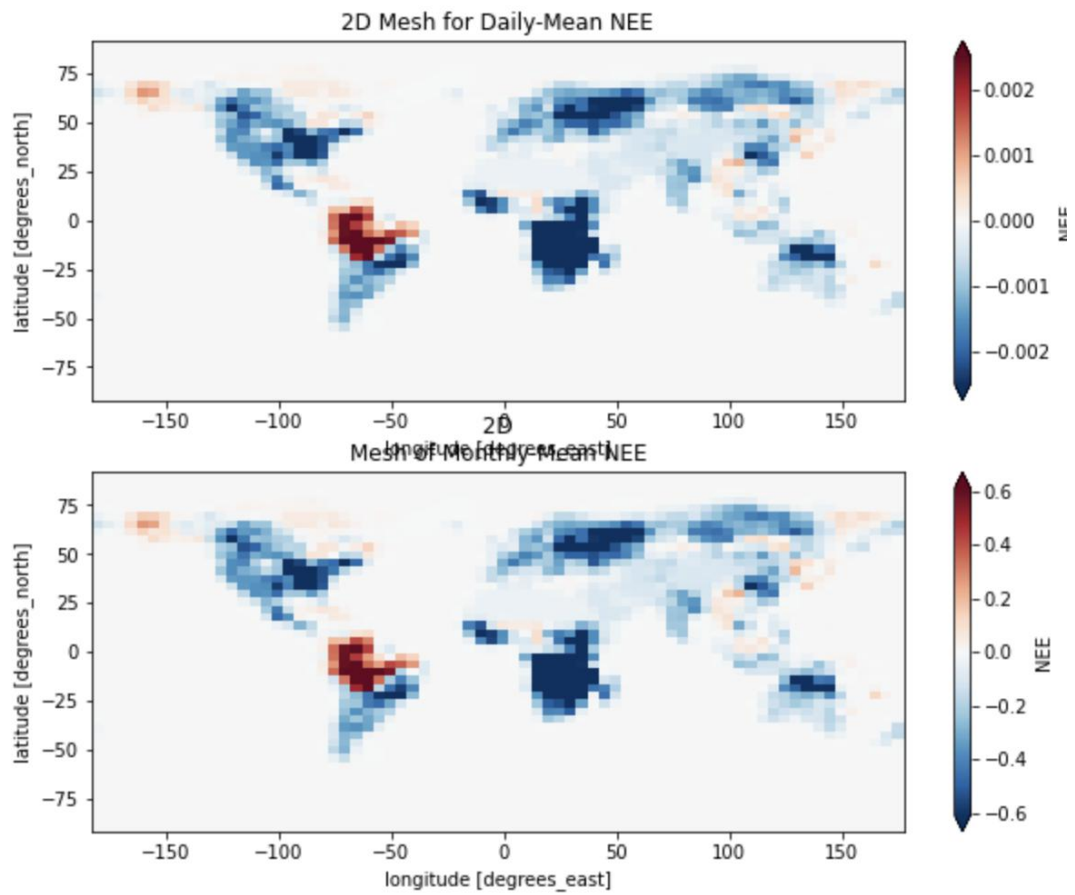 2D Mesh for Daily-Mean NEE
75
50
25
0
−25
−50
−75
latitude [degrees_north]
−150 −100 −50 0 50 100 150
longitude [degrees_east]
0.002
0.001
0.000
−0.001
−0.002
NEE
2D
Mesh of Monthly-Mean NEE
75
50
25
0
−25
−50
−75
latitude [degrees_north]
−150 −100 −50 0 50 100 150
longitude [degrees_east]
0.6
0.4
0.2
0.0
−0.2
−0.4
−0.6
NEE